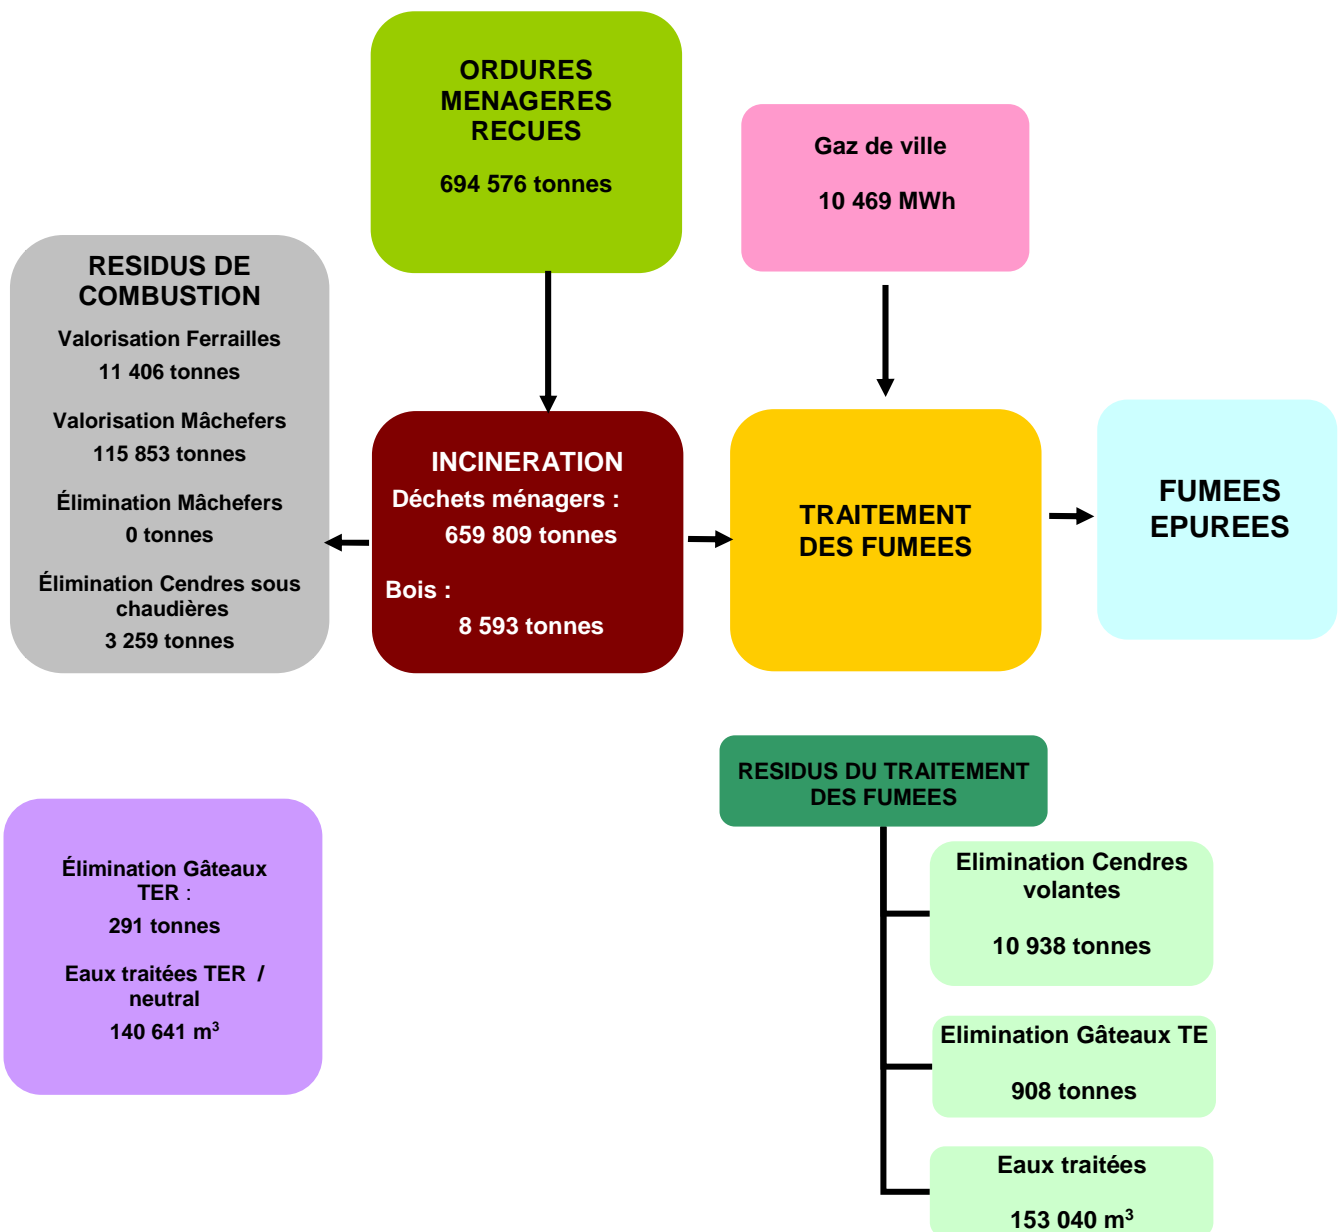 ORDURES
MENAGERES
RECUES
694 576 tonnes
Gaz de ville
10 469 MWh
RESIDUS DE
COMBUSTION
Valorisation Ferrailles
11 406 tonnes
Valorisation Mâchefers
115 853 tonnes
Élimination Mâchefers
0 tonnes
Élimination Cendres sous
chaudières
3 259 tonnes
INCINERATION
Déchets ménagers :
659 809 tonnes
Bois :
8 593 tonnes
TRAITEMENT
DES FUMEES
FUMEES
EPUREES
RESIDUS DU TRAITEMENT
DES FUMEES
Élimination Gâteaux
TER :
291 tonnes
Eaux traitées TER /
neutral
140 641 m³
Elimination Cendres
volantes
10 938 tonnes
Elimination Gâteaux TE
908 tonnes
Eaux traitées
153 040 m³